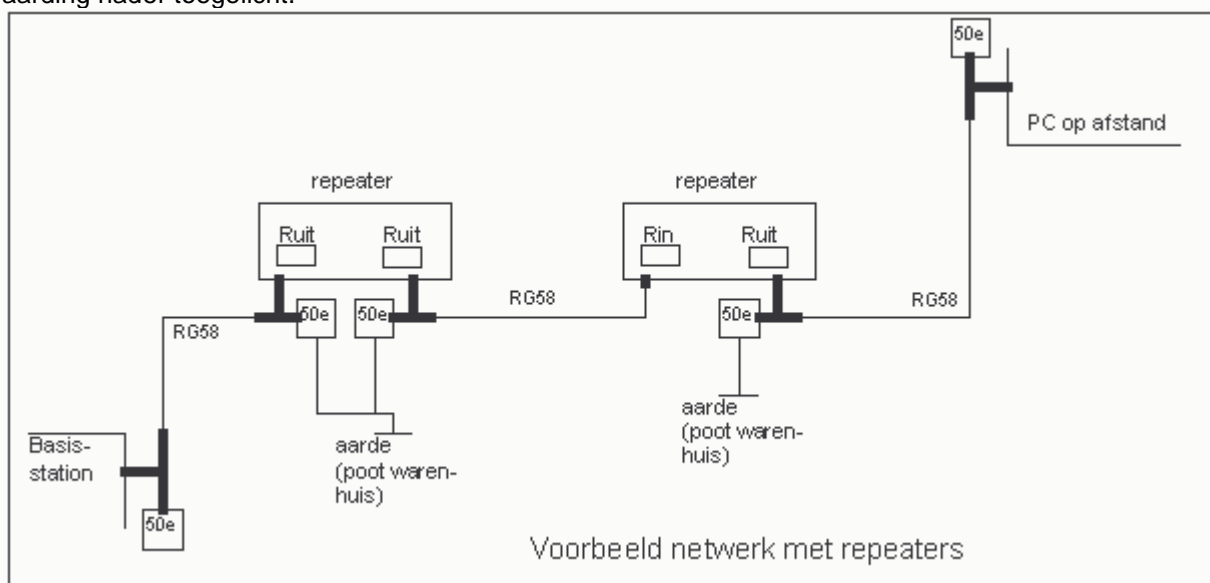 aarding nader toegelicht.
50e
PC op afstand
repeater
repeater
Ruit
Ruit
Rin
Ruit
RG58
RG58
50e
50e
50e
RG58
aarde
(poot waren-
huis)
aarde
(poot waren-
huis)
Basis-
station
50e
Voorbeeld netwerk met repeaters